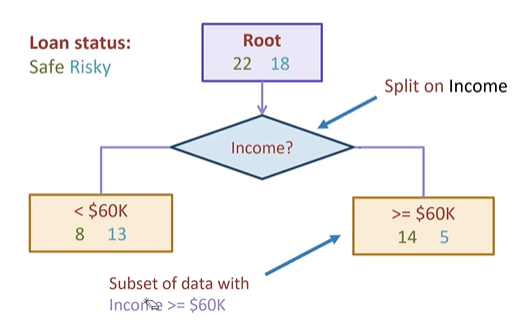 Loan status:
Safe Risky
Root
22 18
Split on Income
Income?
< $60K
8 13
>= $60K
14 5
Subset of data with
Income >= $60K